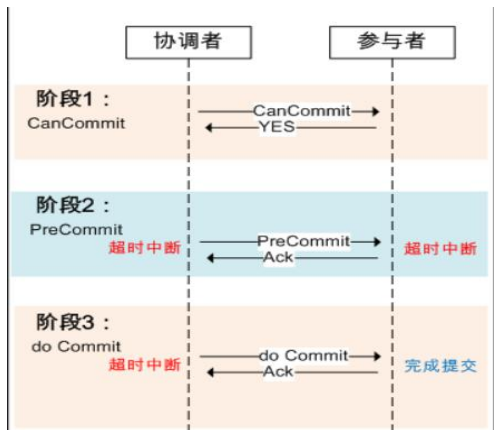 协调者
参与者
阶段1：
CanCommit
CanCommit
YES
阶段2：
PreCommit
超时中断
PreCommit
Ack
超时中断
阶段3：
do Commit
超时中断
do Commit
Ack
完成提交